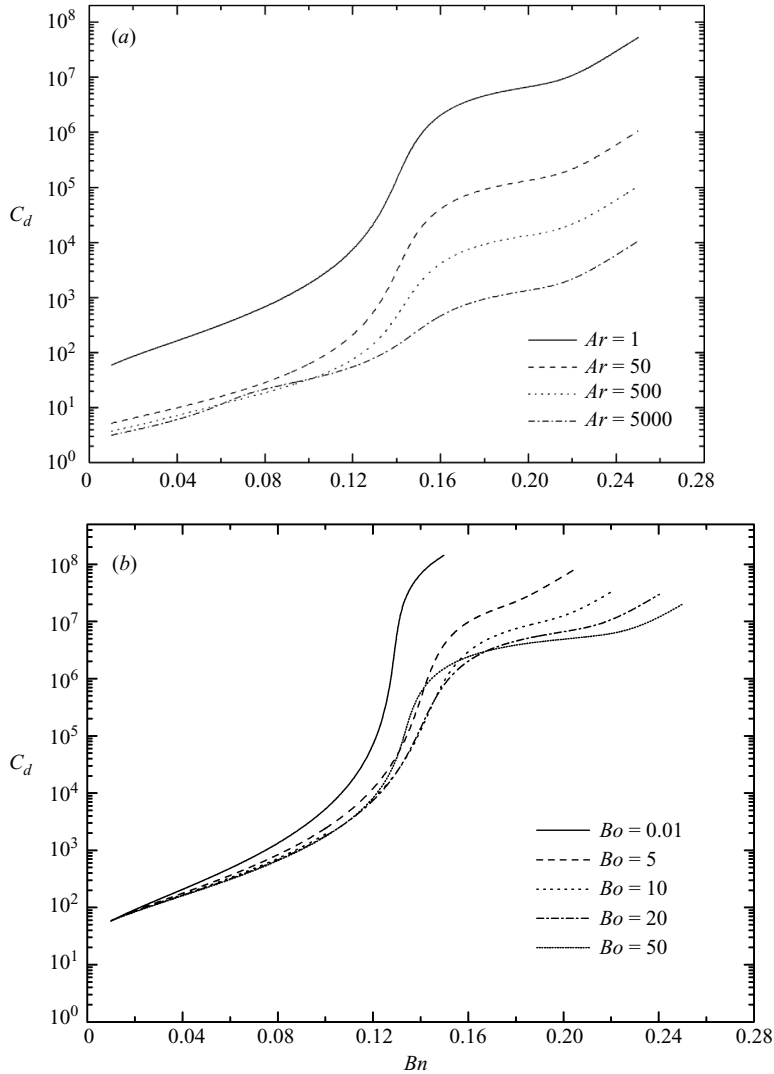 (a)
10^8
10^7
10^6
10^5
10^4
10^3
10^2
10^1
10^0
C_d
Ar = 1
Ar = 50
Ar = 500
Ar = 5000
0 0.04 0.08 0.12 0.16 0.20 0.24 0.28
(b)
10^8
10^7
10^6
10^5
10^4
10^3
10^2
10^1
10^0
C_d
Bo = 0.01
Bo = 5
Bo = 10
Bo = 20
Bo = 50
0 0.04 0.08 0.12 0.16 0.20 0.24 0.28
Bn